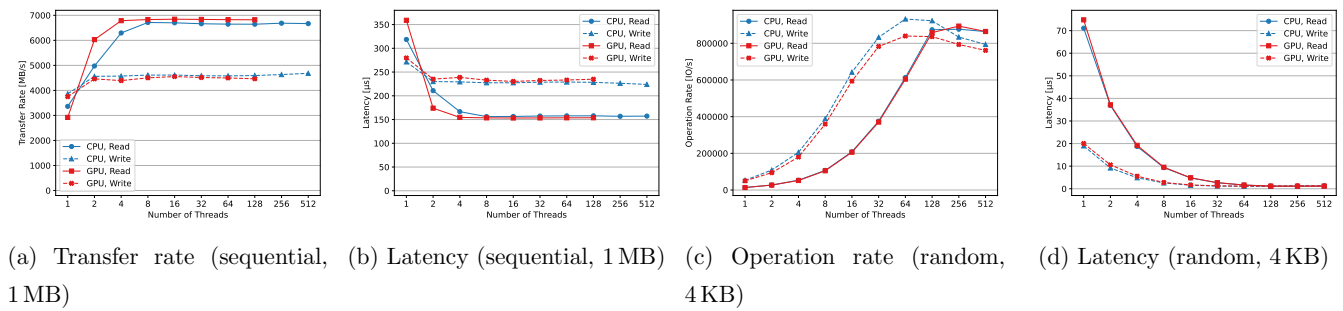 7000
6000
5000
4000
3000
2000
1000
0
Transfer Rate [MB/s]
CPU, Read
CPU, Write
GPU, Read
GPU, Write
1 2 4 8 16 32 64 128 256 512
Number of Threads
350
300
250
200
150
100
50
0
Latency [µs]
CPU, Read
CPU, Write
GPU, Read
GPU, Write
1 2 4 8 16 32 64 128 256 512
Number of Threads
800000
600000
400000
200000
0
Operation Rate [IO/s]
CPU, Read
CPU, Write
GPU, Read
GPU, Write
1 2 4 8 16 32 64 128 256 512
Number of Threads
70
60
50
40
30
20
10
0
Latency [µs]
CPU, Read
CPU, Write
GPU, Read
GPU, Write
1 2 4 8 16 32 64 128 256 512
Number of Threads
(a) Transfer rate (sequential,
1 MB)
(b) Latency (sequential, 1 MB)
(c) Operation rate (random,
4 KB)
(d) Latency (random, 4 KB)